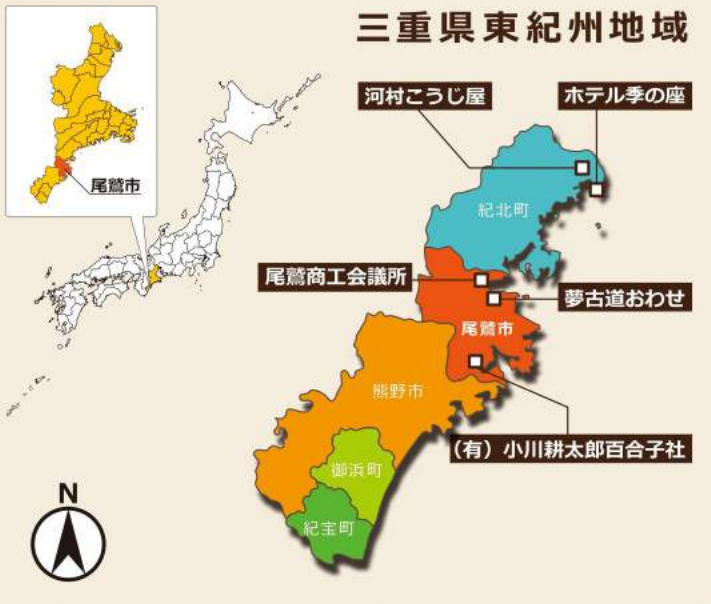 三重県東紀州地域
尾鷲市
河村こうじ屋
ホテル季の座
紀北町
尾鷲商工会議所
夢古道おわせ
尾鷲市
熊野市
(有)小川耕太郎百合子社
御浜町
紀宝町
N